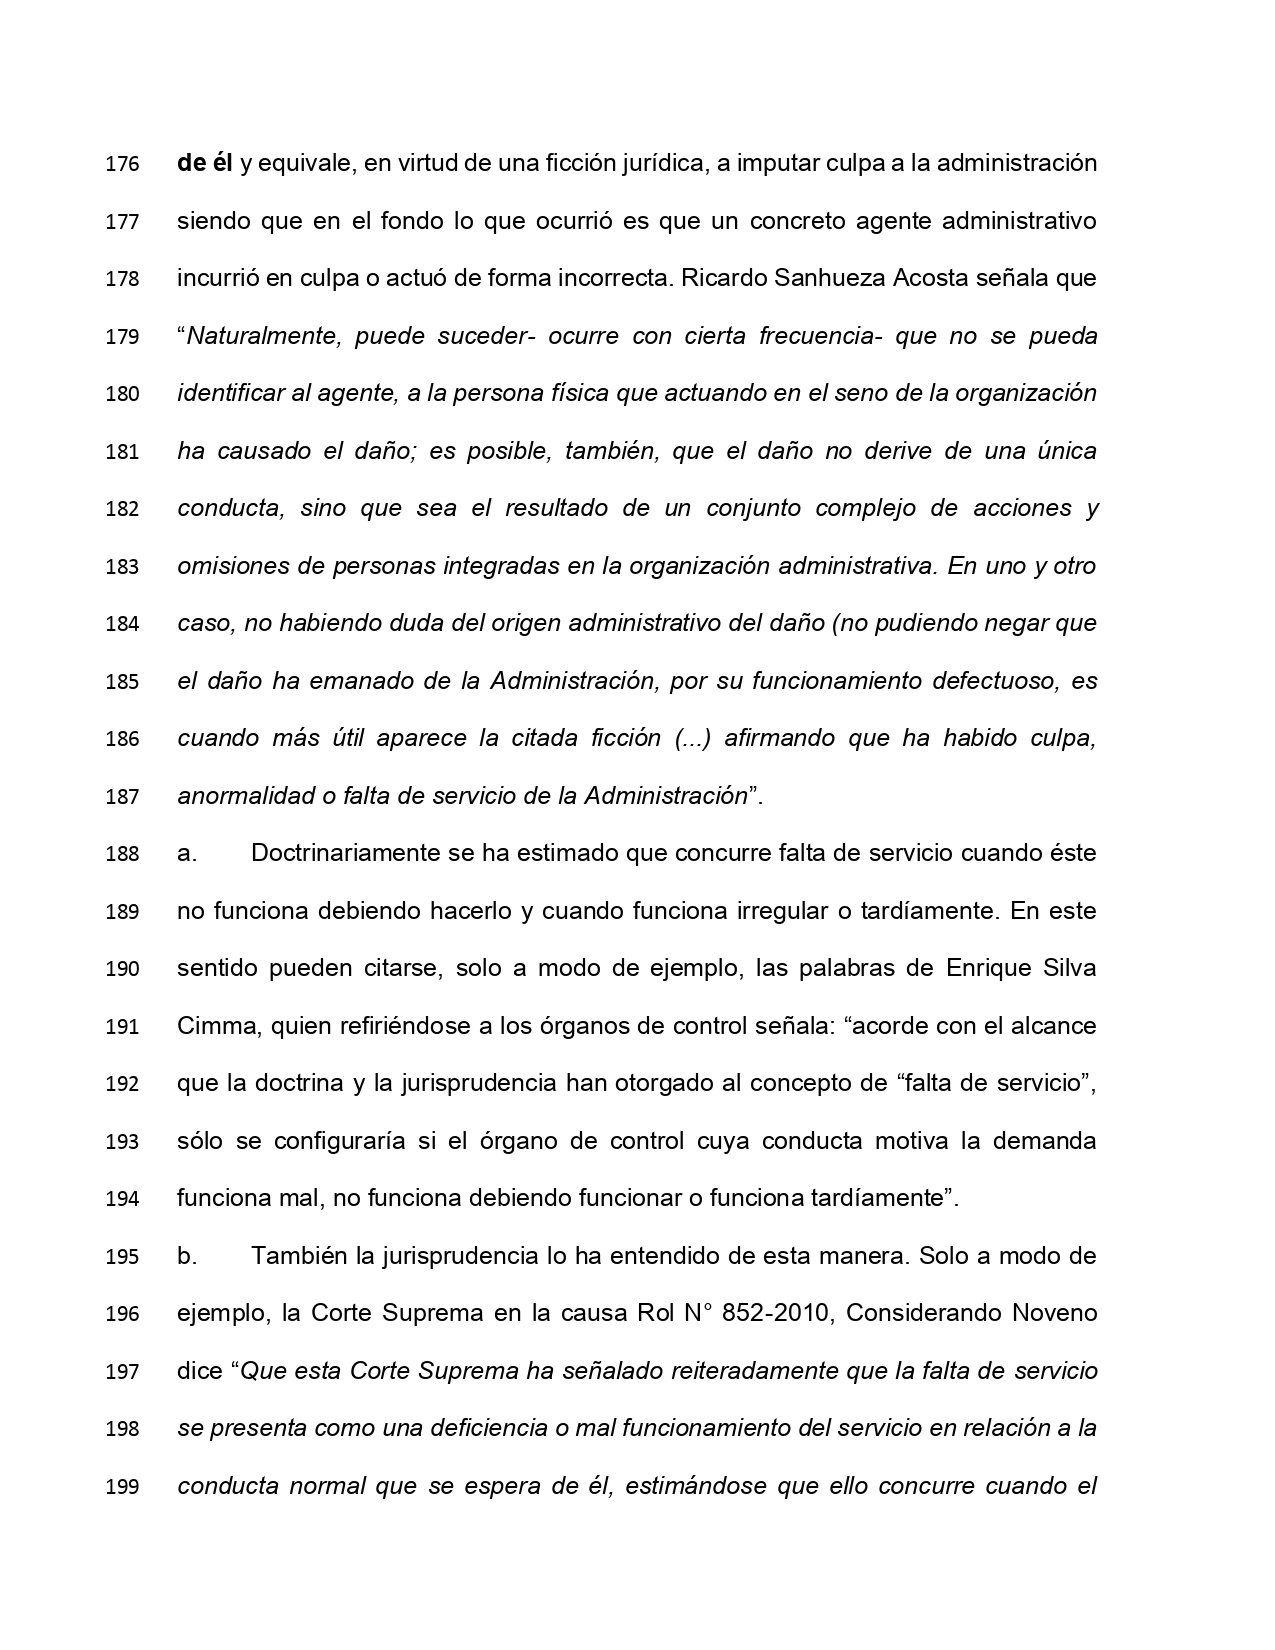 176 de él y equivale, en virtud de una ficción jurídica, a imputar culpa a la administración
177 siendo que en el fondo lo que ocurrió es que un concreto agente administrativo
178 incurrió en culpa o actuó de forma incorrecta. Ricardo Sanhueza Acosta señala que
179 “Naturalmente, puede suceder- ocurre con cierta frecuencia- que no se pueda
180 identificar al agente, a la persona física que actuando en el seno de la organización
181 ha causado el daño; es posible, también, que el daño no derive de una única
182 conducta, sino que sea el resultado de un conjunto complejo de acciones y
183 omisiones de personas integradas en la organización administrativa. En uno y otro
184 caso, no habiendo duda del origen administrativo del daño (no pudiendo negar que
185 el daño ha emanado de la Administración, por su funcionamiento defectuoso, es
186 cuando más útil aparece la citada ficción (...) afirmando que ha habido culpa,
187 anormalidad o falta de servicio de la Administración”.
188 a. Doctrinariamente se ha estimado que concurre falta de servicio cuando éste
189 no funciona debiendo hacerlo y cuando funciona irregular o tardíamente. En este
190 sentido pueden citarse, solo a modo de ejemplo, las palabras de Enrique Silva
191 Cimma, quien refiriéndose a los órganos de control señala: “acorde con el alcance
192 que la doctrina y la jurisprudencia han otorgado al concepto de “falta de servicio”,
193 sólo se configuraría si el órgano de control cuya conducta motiva la demanda
194 funciona mal, no funciona debiendo funcionar o funciona tardíamente”.
195 b. También la jurisprudencia lo ha entendido de esta manera. Solo a modo de
196 ejemplo, la Corte Suprema en la causa Rol N° 852-2010, Considerando Noveno
197 dice “Que esta Corte Suprema ha señalado reiteradamente que la falta de servicio
198 se presenta como una deficiencia o mal funcionamiento del servicio en relación a la
199 conducta normal que se espera de él, estimándose que ello concurre cuando el